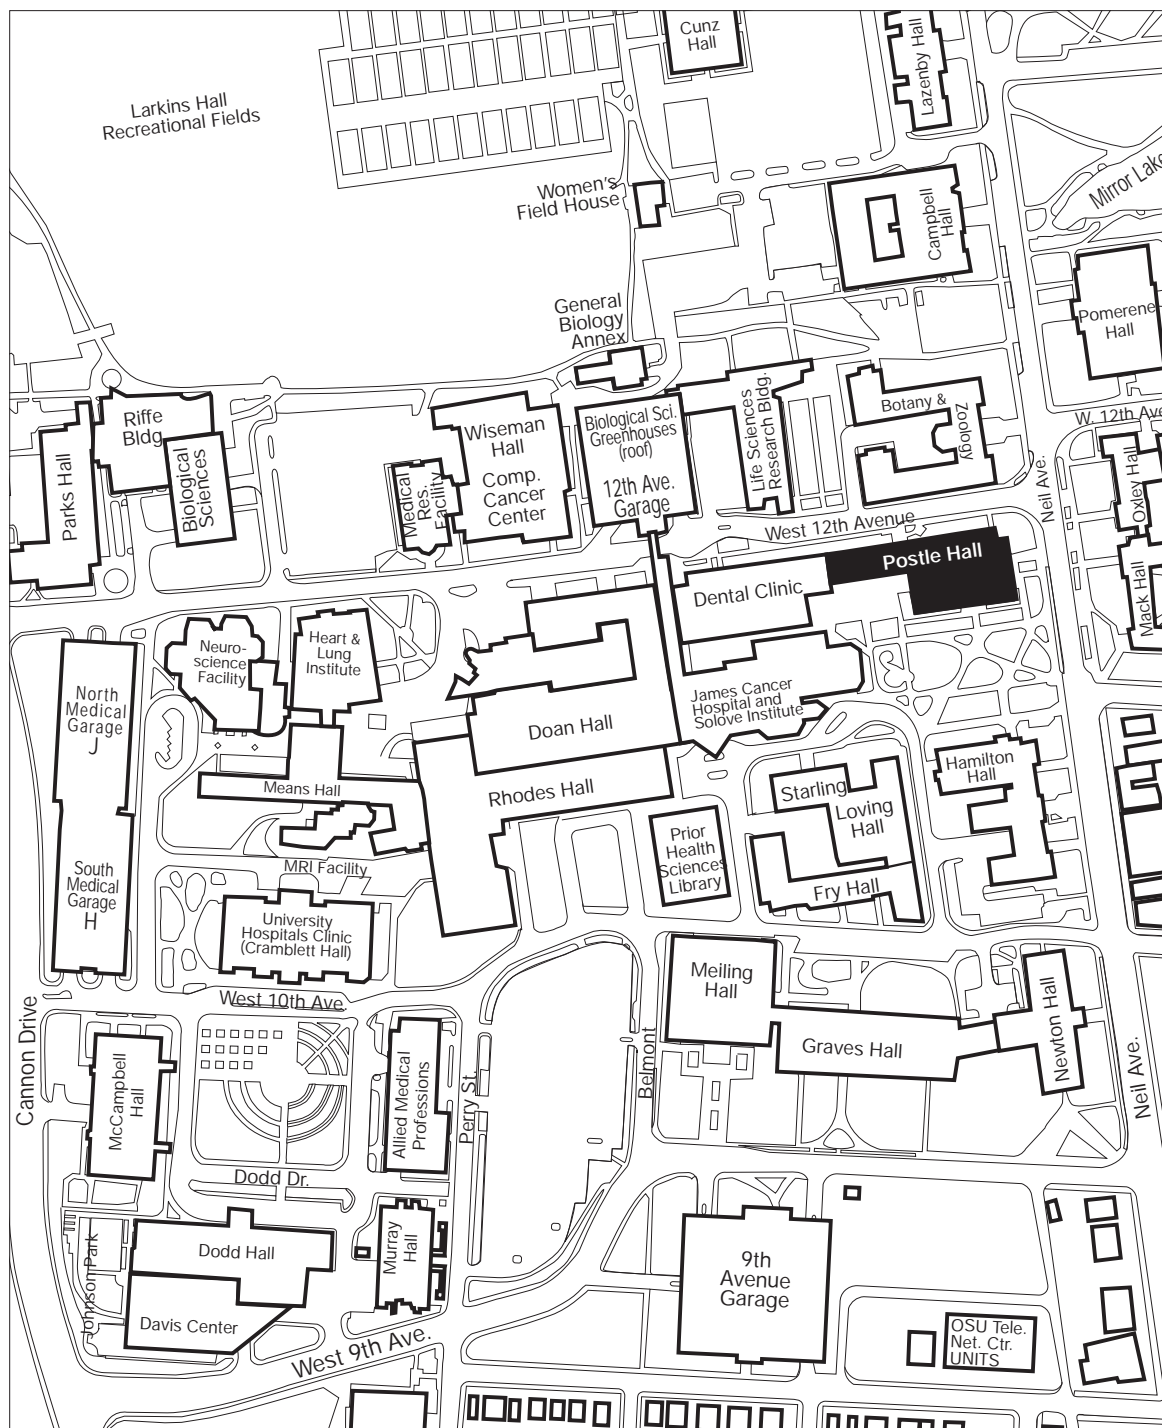 Cunz
Hall
Lazenby Hall
Larkins Hall
Recreational Fields
Women's
Field House
Campbell
Hall
Mirror Lake
General
Biology
Annex
Pomerene
Hall
Riffe
Bldg.
Parks Hall
Biological
Sciences
Wiseman
Hall
Comp.
Cancer
Center
Medical
Res.
Facility
Biological Sci.
Greenhouses
(roof)
12th Ave.
Garage
Life Sciences
Research Bldg.
Botany &
Zoology
W. 12th Ave
Neil Ave.
Oxley Hall
Mack Hall
West 12th Avenue
Postle Hall
Dental Clinic
Neuro-
science
Facility
Heart &
Lung
Institute
North
Medical
Garage
J
James Cancer
Hospital and
Solove Institute
Doan Hall
Means Hall
Rhodes Hall
Hamilton
Hall
Starling
Loving
Hall
Prior
Health
Sciences
Library
Fry Hall
MRI Facility
South
Medical
Garage
H
University
Hospitals Clinic
(Cramblett Hall)
Meiling
Hall
Graves Hall
Newton Hall
West 10th Ave.
Cannon Drive
McCampbell
Hall
Allied Medical
Professions
Perry St.
Belmont
Neil Ave.
Dodd Dr.
Johnson Park
Dodd Hall
Murray
Hall
Davis Center
West 9th Ave.
9th
Avenue
Garage
OSU Tele.
Net. Ctr.
UNITS